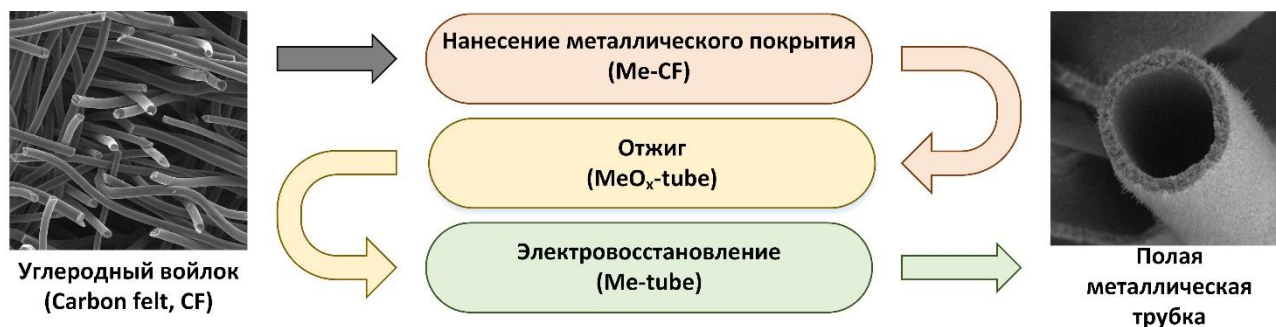 Нанесение металлического покрытия
(Me-CF)
Отжиг
(MeOₓ-tube)
Электровосстановление
(Me-tube)
Углеродный войлок
(Carbon felt, CF)
Полая
металлическая
трубка